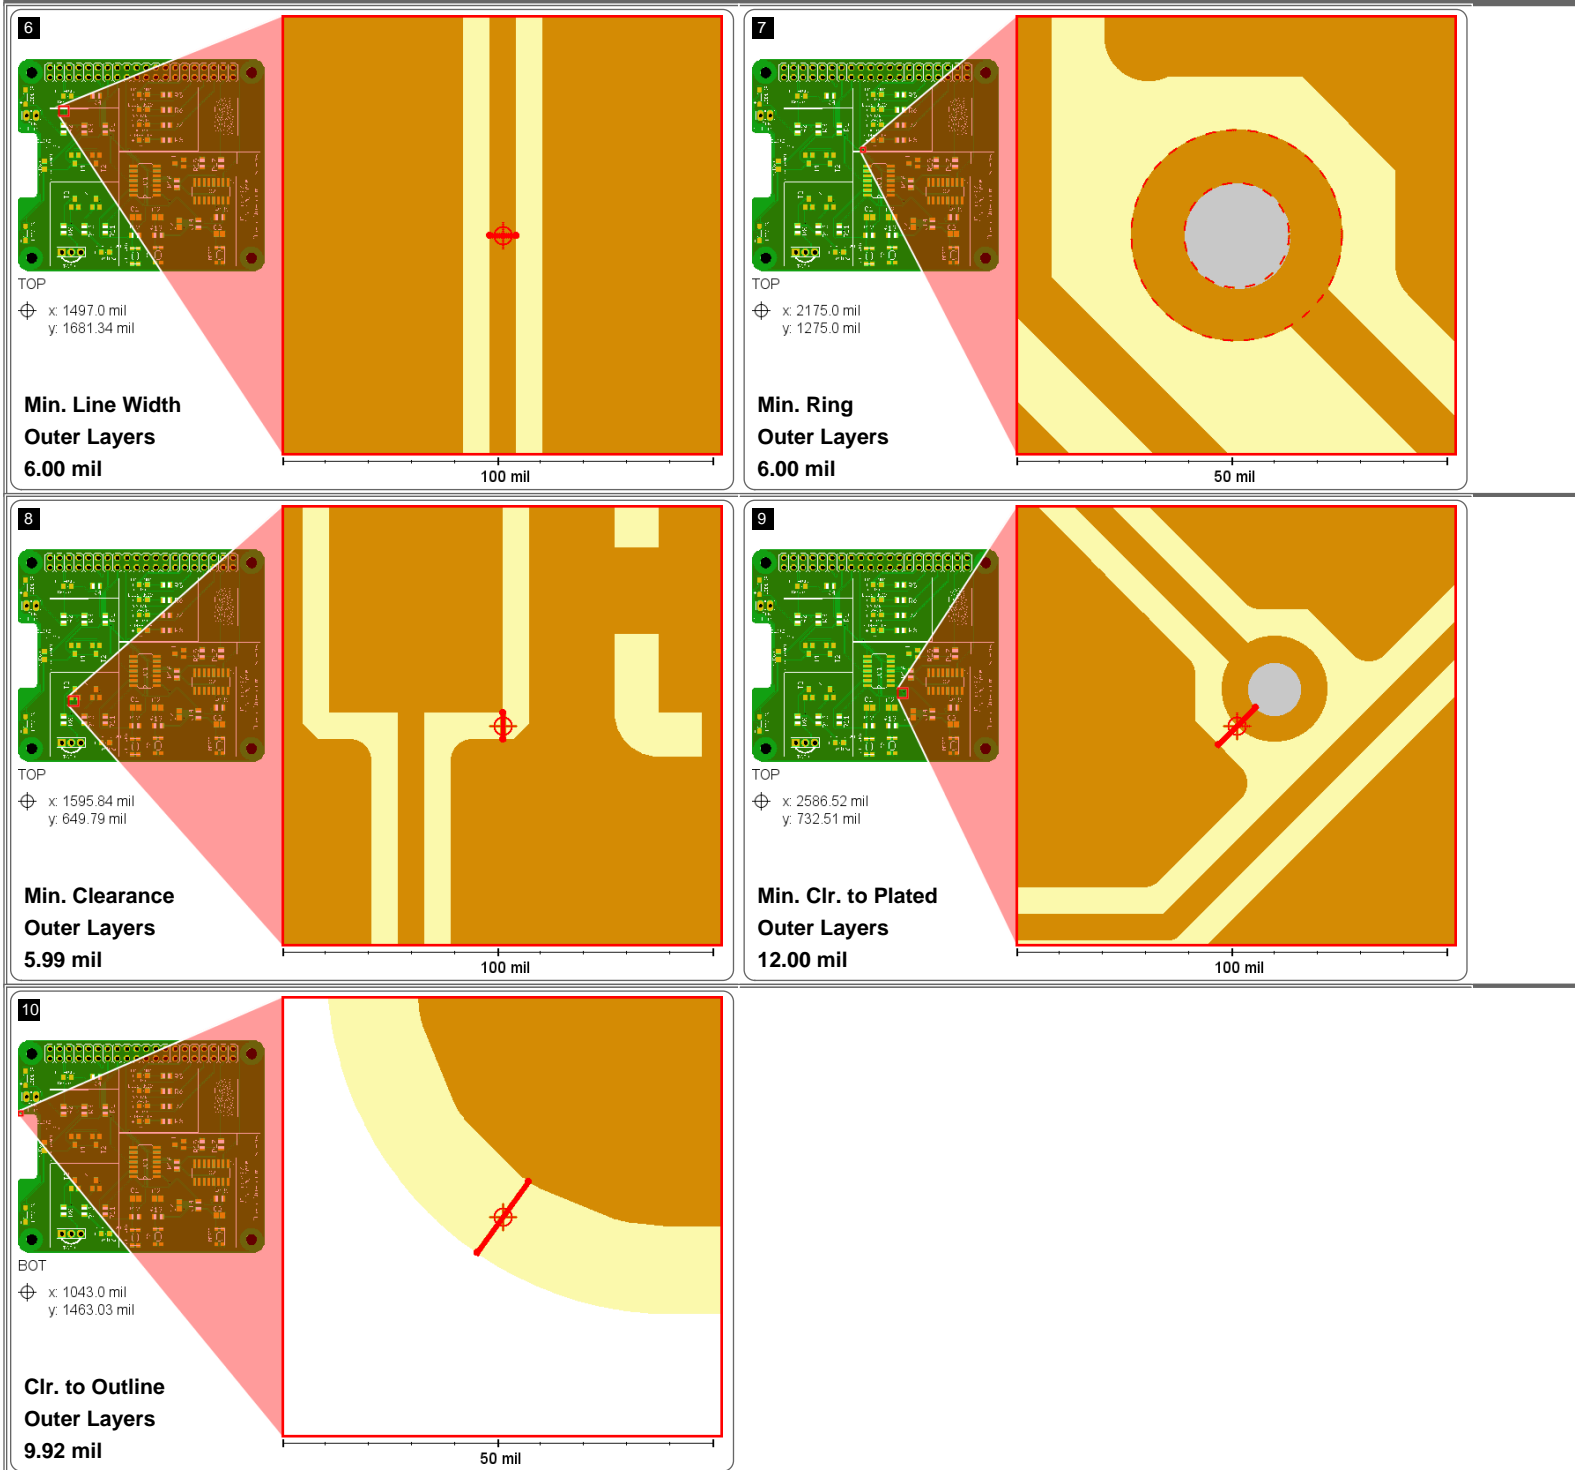 6
TOP
x: 1497.0 mil
y: 1681.34 mil
Min. Line Width
Outer Layers
6.00 mil
100 mil
7
TOP
x: 2175.0 mil
y: 1275.0 mil
Min. Ring
Outer Layers
6.00 mil
50 mil
8
TOP
x: 1595.84 mil
y: 649.79 mil
Min. Clearance
Outer Layers
5.99 mil
100 mil
9
TOP
x: 2586.52 mil
y: 732.51 mil
Min. Clr. to Plated
Outer Layers
12.00 mil
100 mil
10
BOT
x: 1043.0 mil
y: 1463.03 mil
Clr. to Outline
Outer Layers
9.92 mil
50 mil